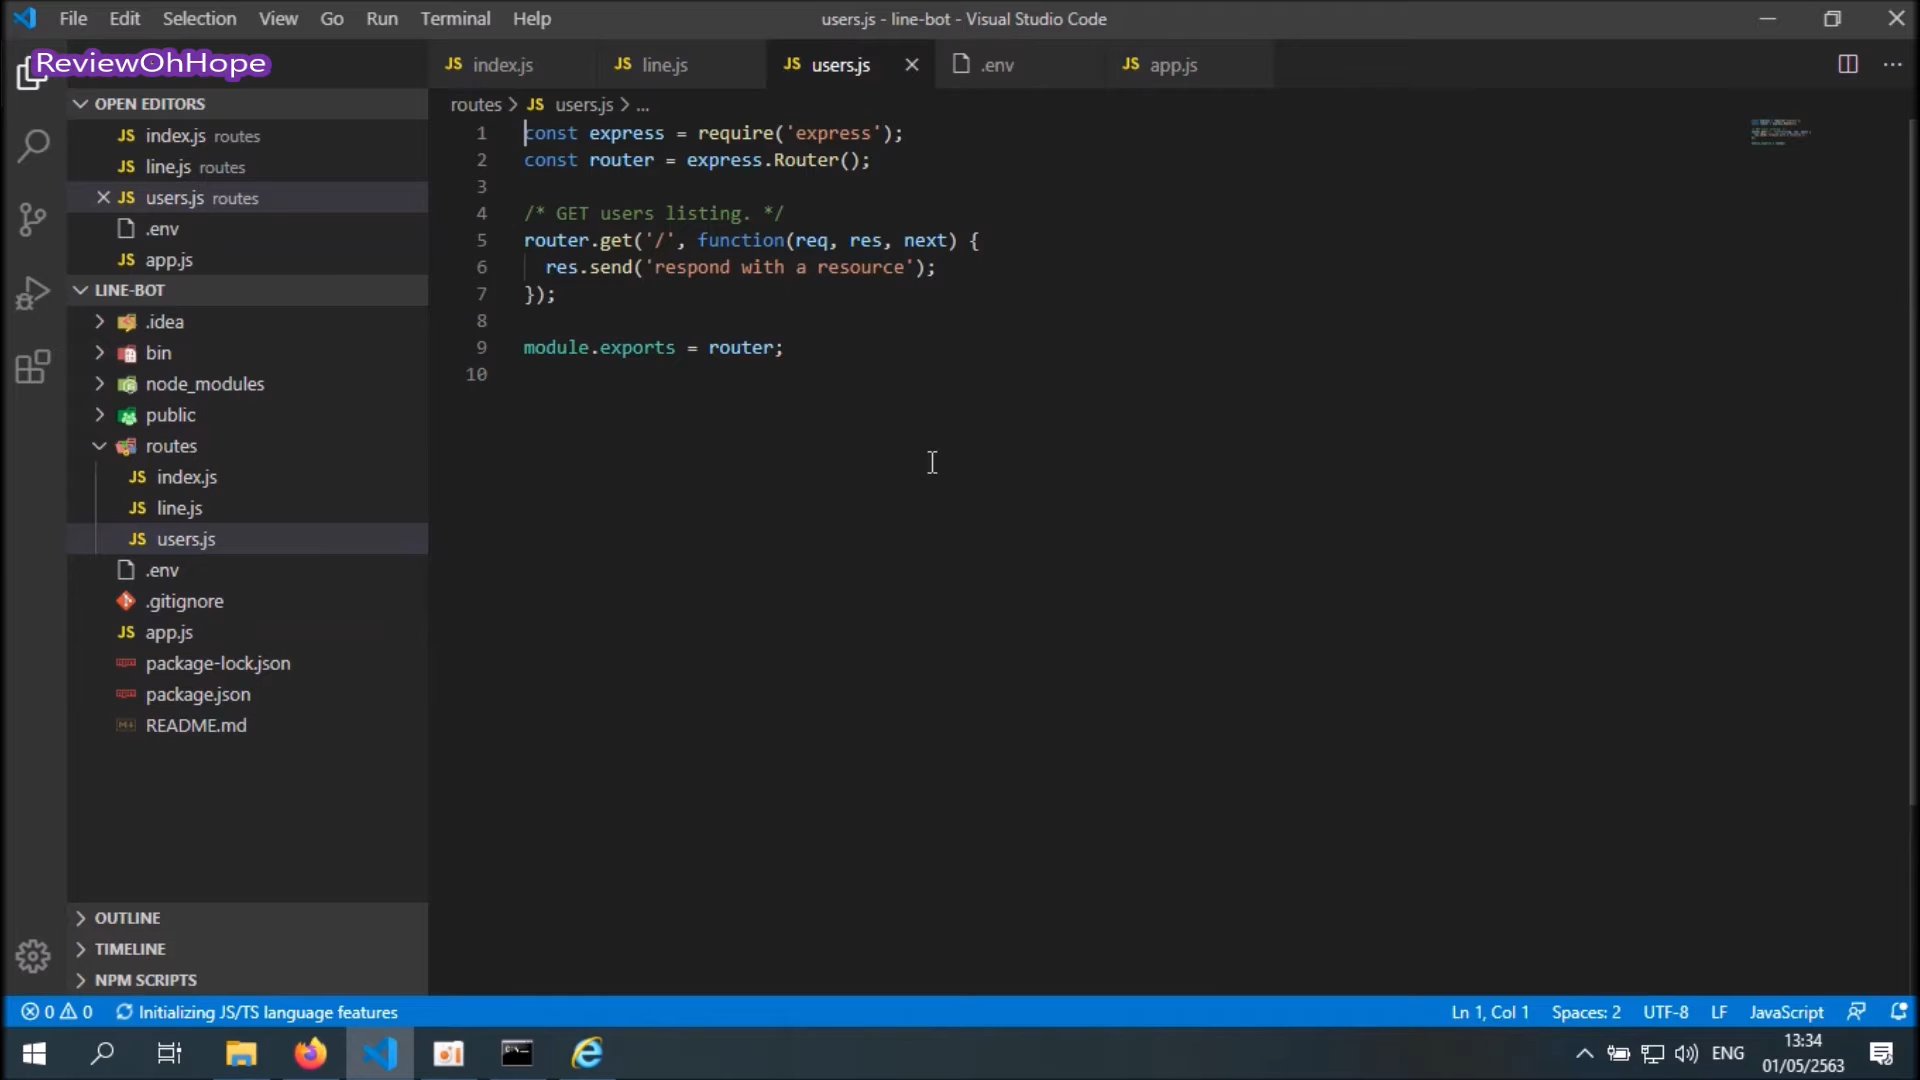 File Edit Selection View Go Run Terminal Help
users.js - line-bot - Visual Studio Code
ReviewOhHope
JS index.js
JS line.js
JS users.js
.env
JS app.js
OPEN EDITORS
JS index.js routes
JS line.js routes
JS users.js routes
.env
JS app.js
LINE-BOT
.idea
bin
node_modules
public
routes
JS index.js
JS line.js
JS users.js
.env
.gitignore
JS app.js
package-lock.json
package.json
README.md
OUTLINE
TIMELINE
NPM SCRIPTS
routes > JS users.js > ...
1 const express = require('express');
2 const router = express.Router();
3
4 /* GET users listing. */
5 router.get('/', function(req, res, next) {
6 res.send('respond with a resource');
7 });
8
9 module.exports = router;
10
0 0 Initializing JS/TS language features
Ln 1, Col 1 Spaces: 2 UTF-8 LF JavaScript
ENG
13:34
01/05/2563